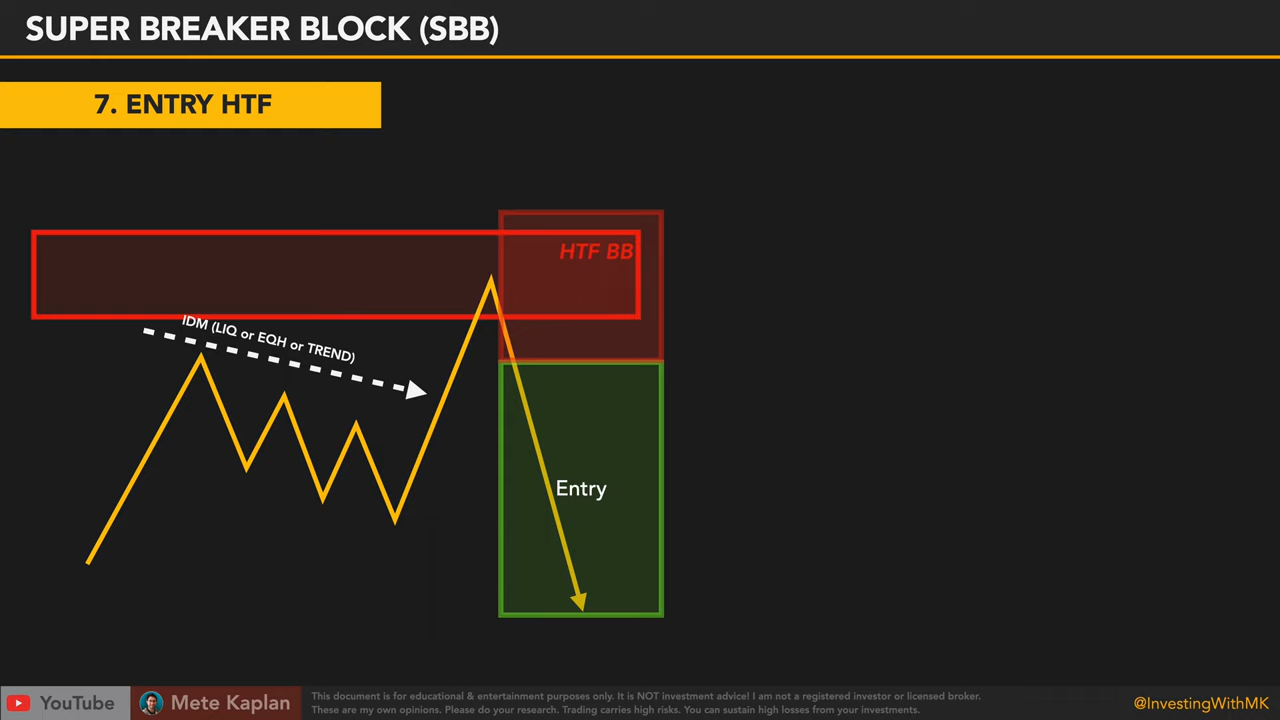 SUPER BREAKER BLOCK (SBB)
7. ENTRY HTF
HTF BB
IDM (LIQ or EQH or TREND)
Entry
YouTube
Mete Kaplan
This document is for educational & entertainment purposes only. It is NOT investment advice! I am not a registered investor or licensed broker.
These are my own opinions. Please do your research. Trading carries high risks. You can sustain high losses from your investments.
@InvestingWithMK